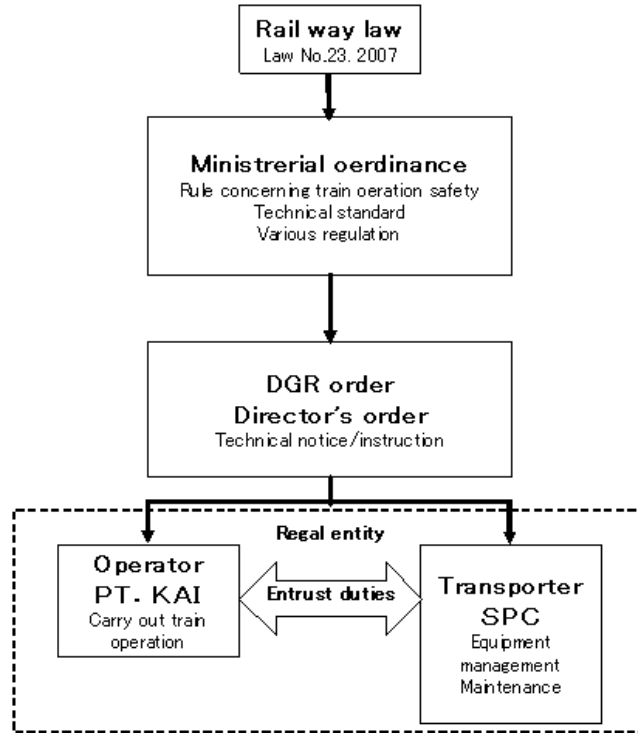 Rail way law
Law No.23. 2007
Ministrerial oerdinance
Rule concerning train oeration safety
Technical standard
Various regulation
DGR order
Director's order
Technical notice/instruction
Regal entity
Operator
PT. KAI
Carry out train
operation
Entrust duties
Transporter
SPC
Equipment
management
Maintenance